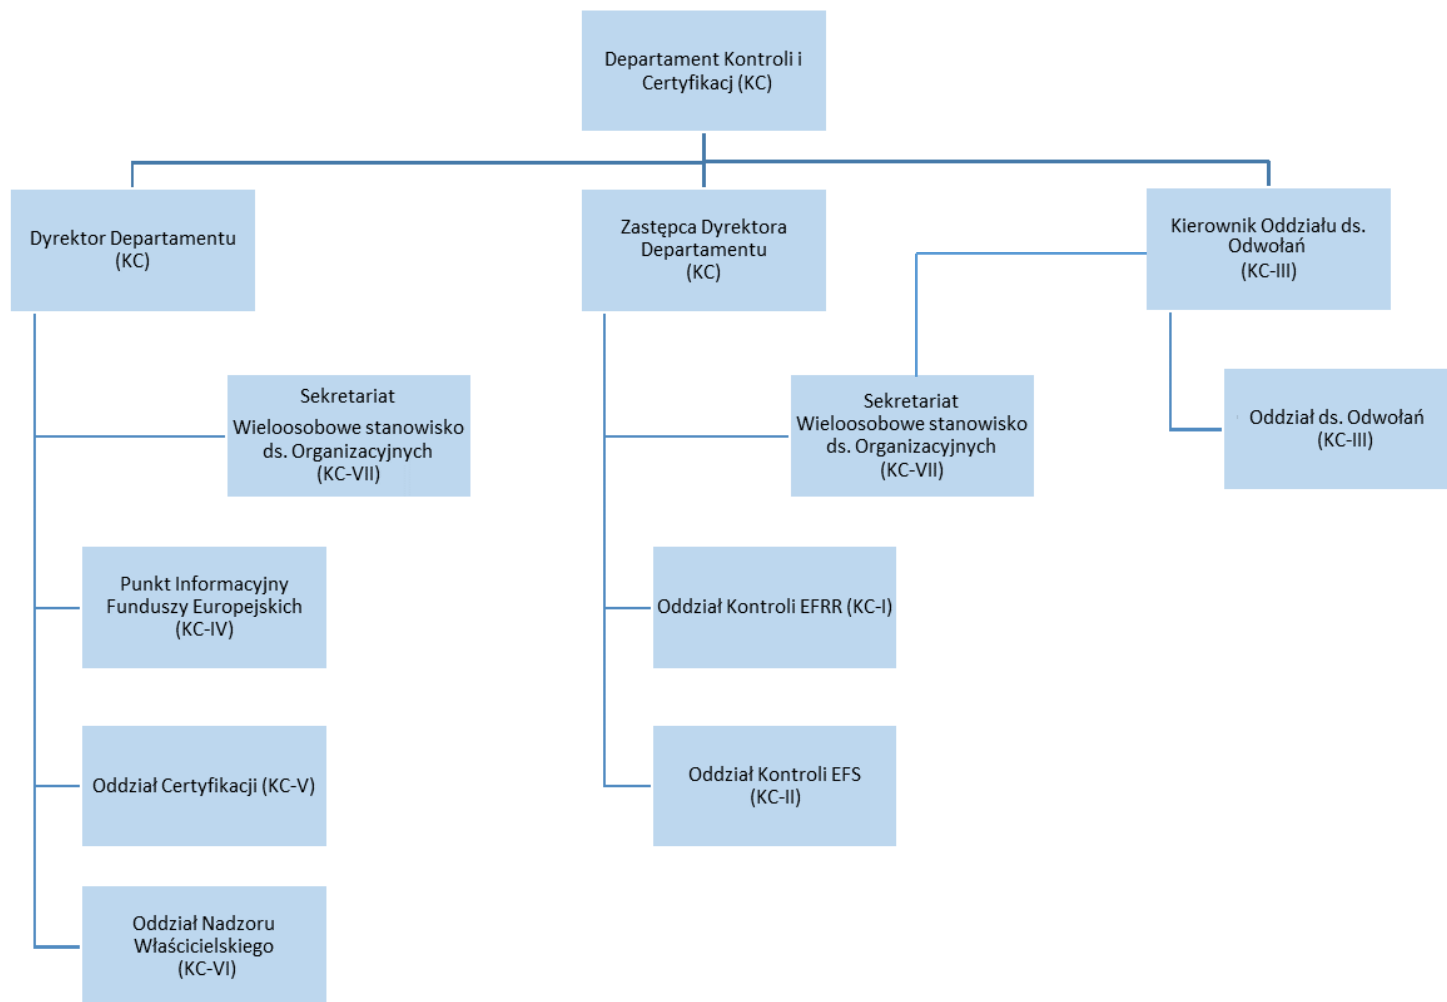 Departament Kontroli i
Certyfikacj (KC)
Dyrektor Departamentu
(KC)
Zastępca Dyrektora
Departamentu
(KC)
Kierownik Oddziału ds.
Odwołań
(KC-III)
Sekretariat
Wieloosobowe stanowisko
ds. Organizacyjnych
(KC-VII)
Sekretariat
Wieloosobowe stanowisko
ds. Organizacyjnych
(KC-VII)
Oddział ds. Odwołań
(KC-III)
Punkt Informacyjny
Funduszy Europejskich
(KC-IV)
Oddział Kontroli EFRR (KC-I)
Oddział Certyfikacji (KC-V)
Oddział Kontroli EFS
(KC-II)
Oddział Nadzoru
Właścicielskiego
(KC-VI)